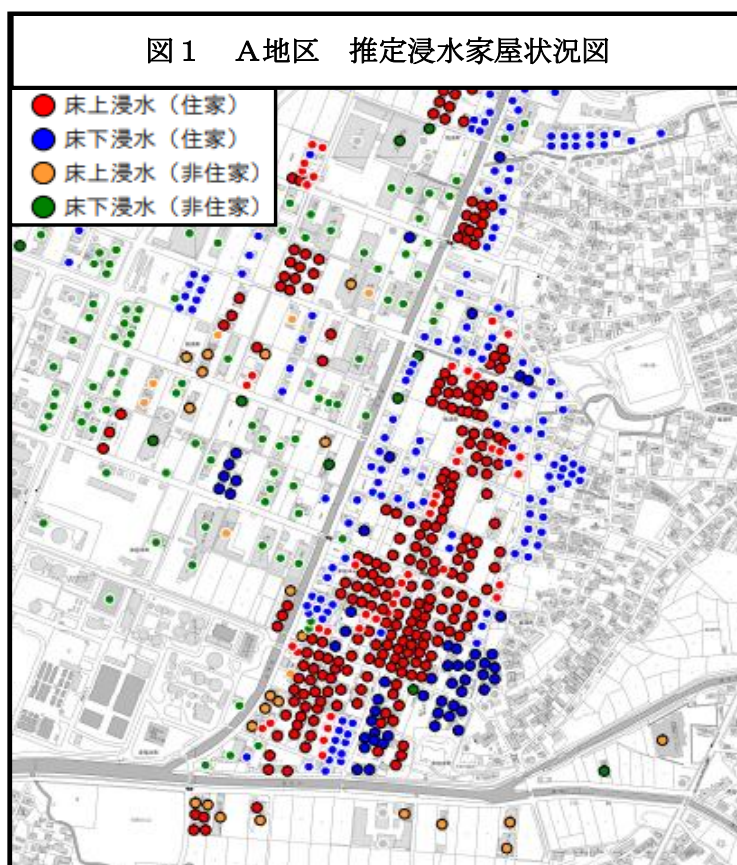 図1　A地区　推定浸水家屋状況図
床上浸水（住家）
床下浸水（住家）
床上浸水（非住家）
床下浸水（非住家）